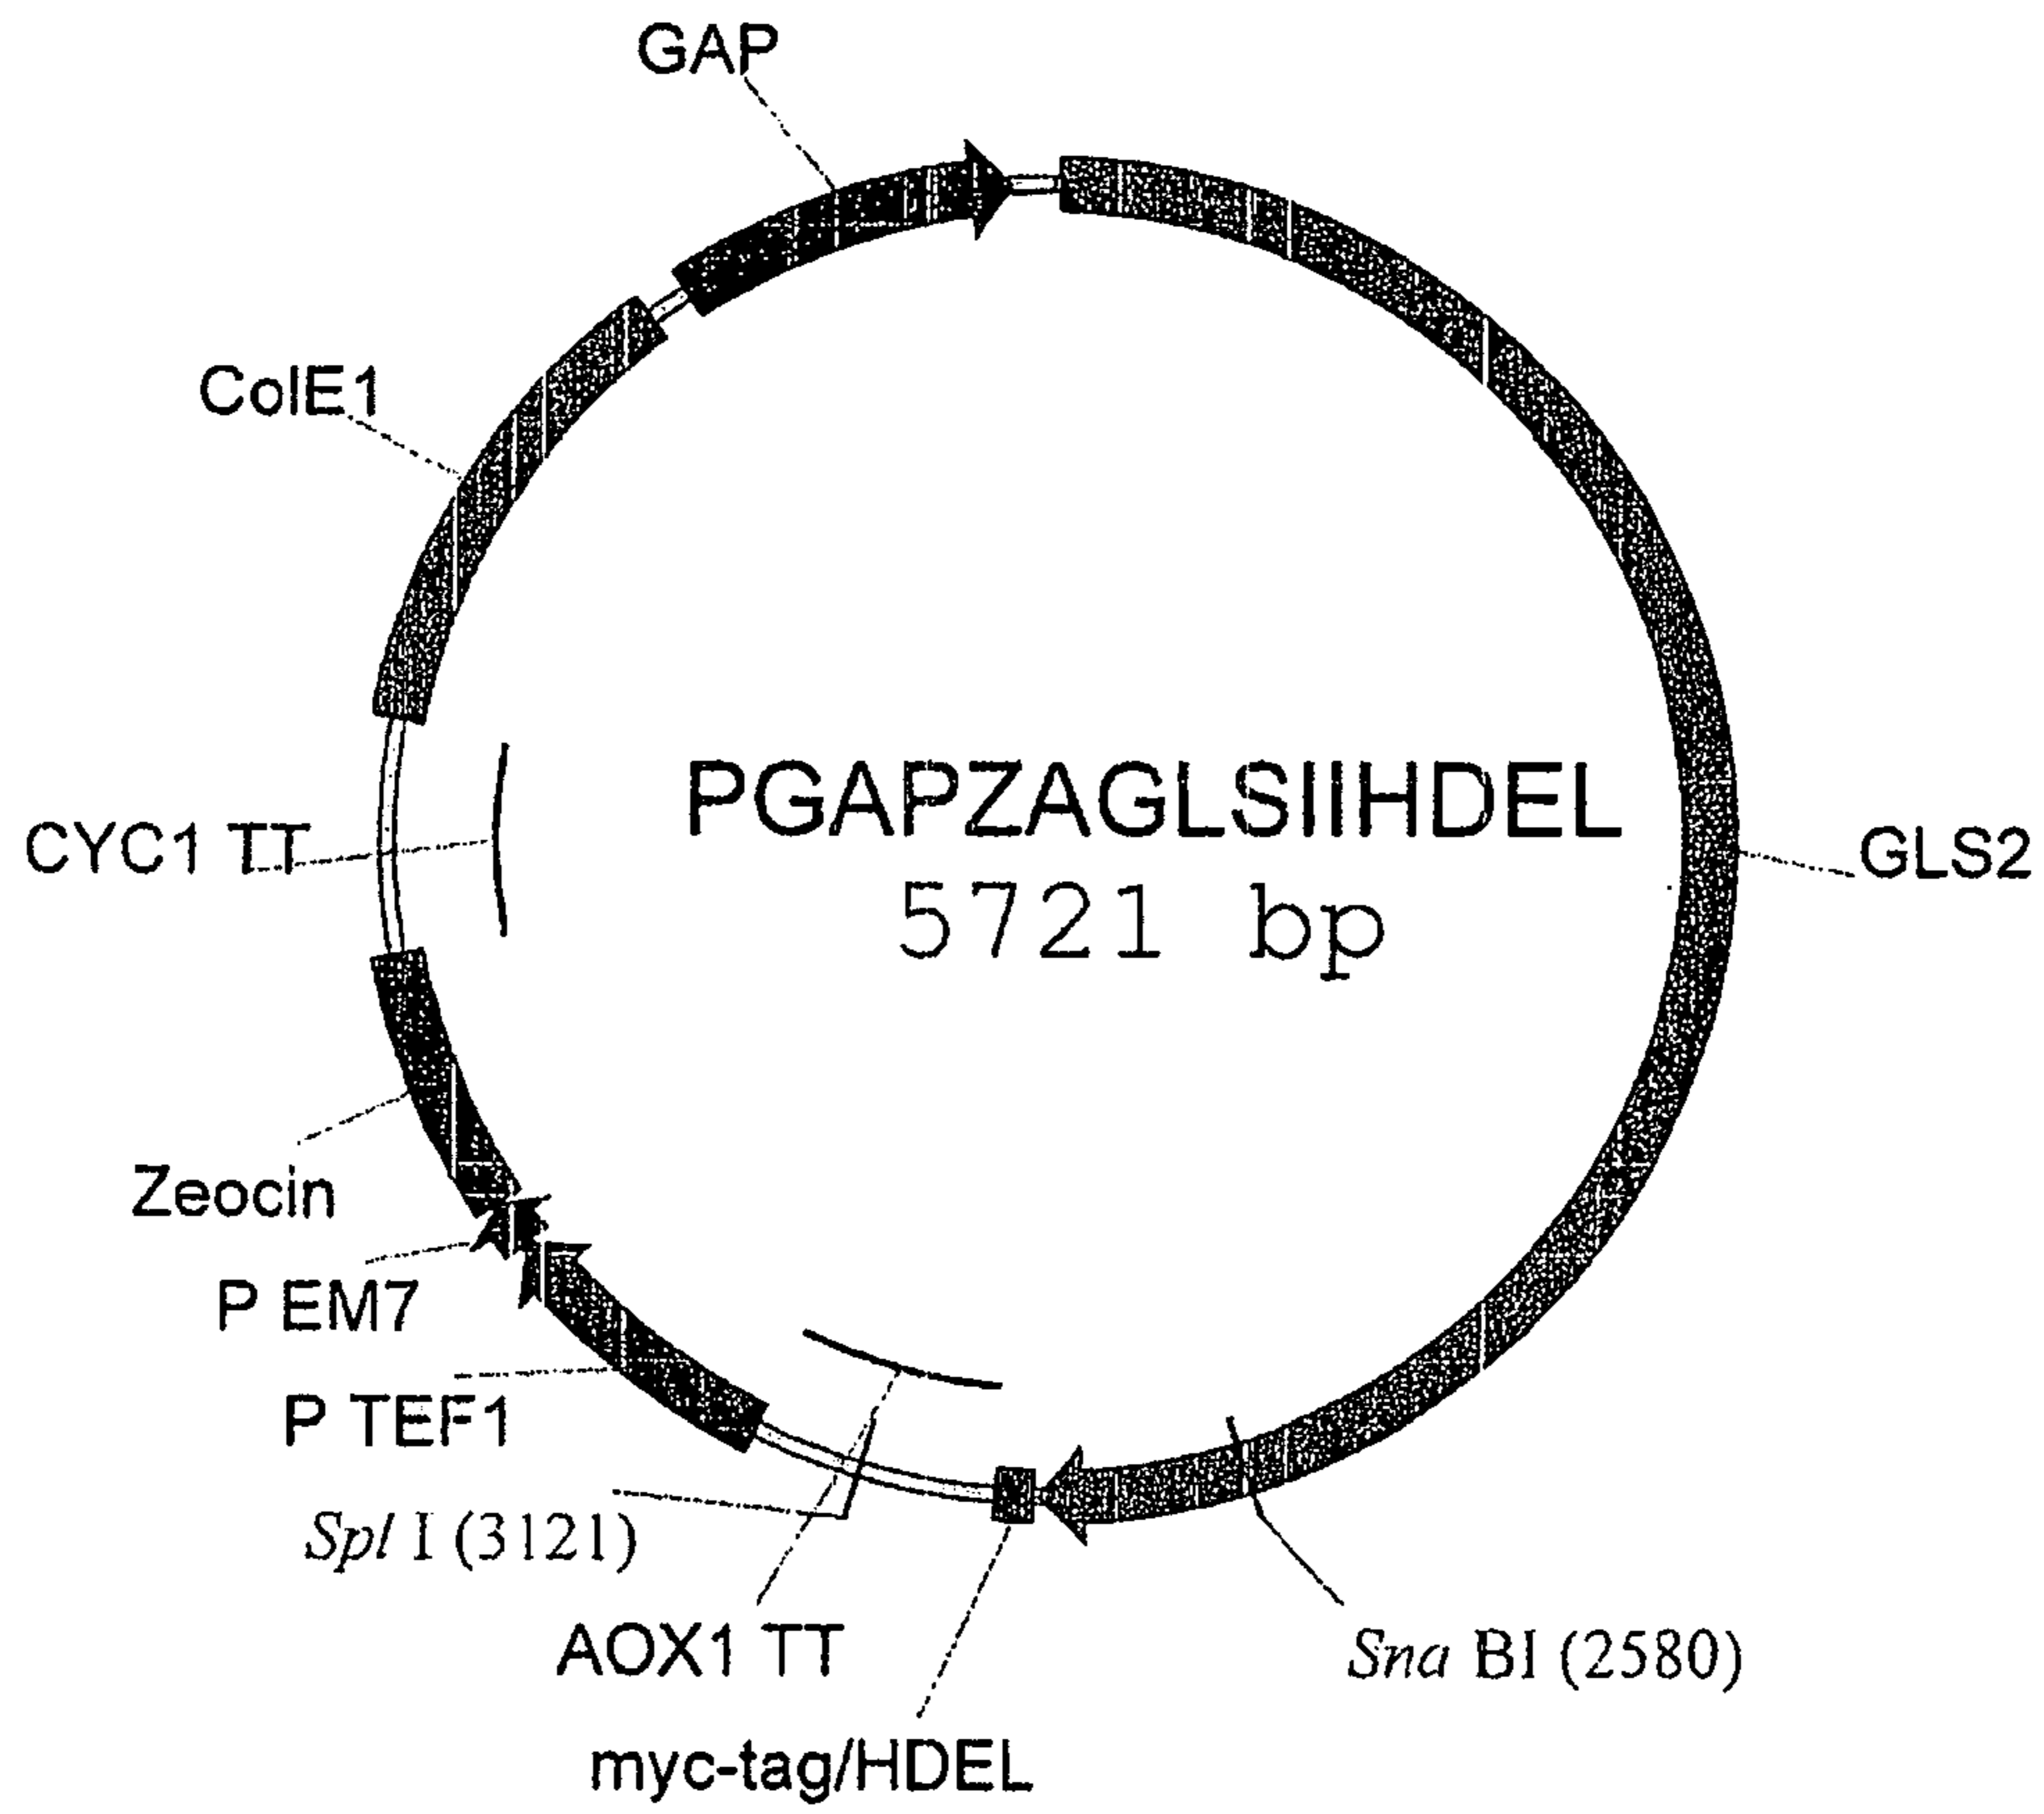 GAP
ColE1
PGAPZAGLSIIHDEL
5721 bp
CYC1 TT
GLS2
Zeocin
P EM7
P TEF1
Spl I (3121)
AOX1 TT
Sna BI (2580)
myc-tag/HDEL